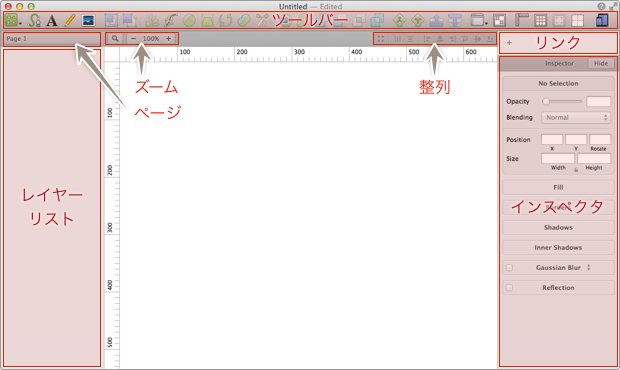 Untitled — Edited
ツールバー
Page 1
100%
リンク
Inspector
Hide
100 200 300 400 500 600
ズーム
整列
ページ
No Selection
Opacity
Blending
Normal
Position
X Y Rotate
Size
Width Height
Fill
インスペクタ
Shadows
Inner Shadows
Gaussian Blur
Reflection
レイヤー
リスト
100
200
300
400
500